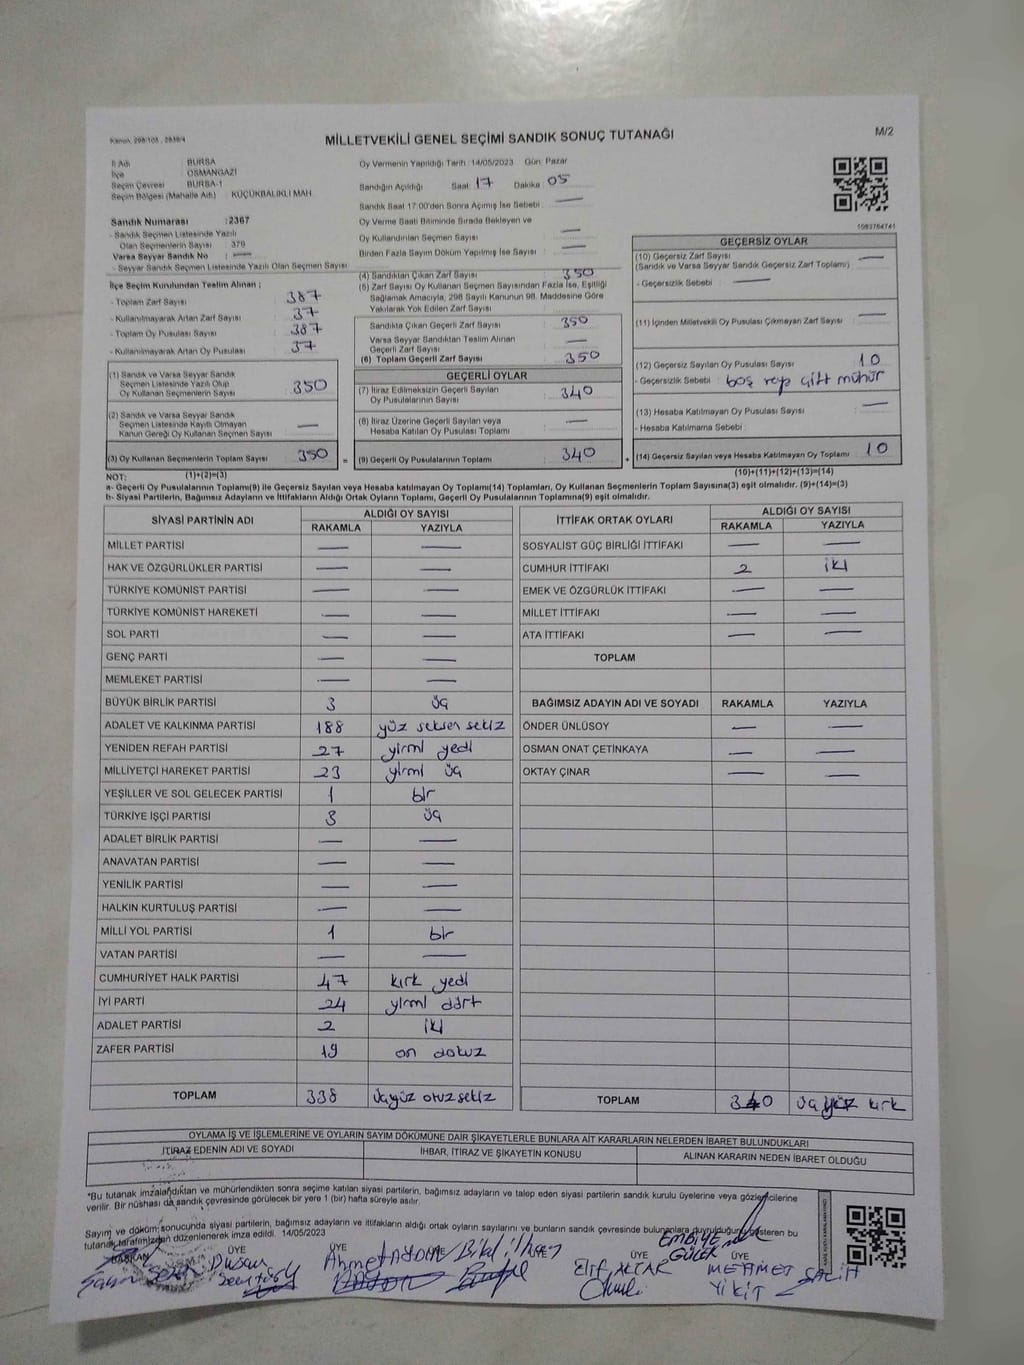 Kanun: 298/105 , 2839/4
MİLLETVEKİLİ GENEL SEÇİMİ SANDIK SONUÇ TUTANAĞI
M/2
İl Adı : BURSA
İlçe : OSMANGAZİ
Seçim Çevresi : BURSA-1
Seçim Bölgesi (Mahalle Adı) : KÜÇÜKBALIKLI MAH.
Sandık Numarası : 2367
- Sandık Seçmen Listesinde Yazılı
Olan Seçmenlerin Sayısı : 379
Varsa Seyyar Sandık No —
- Seyyar Sandık Seçmen Listesinde Yazılı Olan Seçmen Sayısı
İlçe Seçim Kurulundan Teslim Alınan ;
- Toplam Zarf Sayısı : 387
- Kullanılmayarak Artan Zarf Sayısı : 37
- Toplam Oy Pusulası Sayısı : 387
- Kullanılmayarak Artan Oy Pusulası : 37
(1) Sandık ve Varsa Seyyar Sandık
Seçmen Listesinde Yazılı Olup
Oy Kullanan Seçmenlerin Sayısı : 350
(2) Sandık ve Varsa Seyyar Sandık
Seçmen Listesinde Kayıtlı Olmayan
Kanun Gereği Oy Kullanan Seçmen Sayısı : —
(3) Oy Kullanan Seçmenlerin Toplam Sayısı : 350
Oy Vermenin Yapıldığı Tarih : 14/05/2023 Gün: Pazar
Sandığın Açıldığı Saat : 17 Dakika : 05
Sandık Saat 17:00'den Sonra Açımış İse Sebebi : —
Oy Verme Saati Bitiminde Sırada Bekleyen ve
Oy Kullandırılan Seçmen Sayısı : —
Birden Fazla Sayım Döküm Yapılmış İse Sayısı : —
(4) Sandıktan Çıkan Zarf Sayısı : 350
(5) Zarf Sayısı Oy Kullanan Seçmen Sayısından Fazla İse, Eşitliği
Sağlamak Amacıyla, 298 Sayılı Kanunun 98. Maddesine Göre
Yakılarak Yok Edilen Zarf Sayısı :
Sandıkta Çıkan Geçerli Zarf Sayısı : 350
Varsa Seyyar Sandıktan Teslim Alınan
Geçerli Zarf Sayısı : —
(6) Toplam Geçerli Zarf Sayısı : 350
GEÇERLİ OYLAR
(7) İtiraz Edilmeksizin Geçerli Sayılan
Oy Pusulalarının Sayısı : 340
(8) İtiraz Üzerine Geçerli Sayılan veya
Hesaba Katılan Oy Pusulası Toplamı : —
= (9) Geçerli Oy Pusulalarının Toplamı : 340 +
1083764741
GEÇERSİZ OYLAR
(10) Geçersiz Zarf Sayısı : —
(Sandık ve Varsa Seyyar Sandık Geçersiz Zarf Toplamı)
- Geçersizlik Sebebi : —
(11) İçinden Milletvekili Oy Pusulası Çıkmayan Zarf Sayısı : —
(12) Geçersiz Sayılan Oy Pusulası Sayısı : 10
- Geçersizlik Sebebi : boş veya çift mühür
(13) Hesaba Katılmayan Oy Pusulası Sayısı : —
- Hesaba Katılmama Sebebi :
(14) Geçersiz Sayılan veya Hesaba Katılmayan Oy Toplamı : 10
NOT: (1)+(2)=(3) (10)+(11)+(12)+(13)=(14)
a- Geçerli Oy Pusulalarının Toplamı(9) ile Geçersiz Sayılan veya Hesaba katılmayan Oy Toplamı(14) Toplamları, Oy Kullanan Seçmenlerin Toplam Sayısına(3) eşit olmalıdır. (9)+(14)=(3)
b- Siyasi Partilerin, Bağımsız Adayların ve İttifakların Aldığı Ortak Oyların Toplamı, Geçerli Oy Pusulalarının Toplamına(9) eşit olmalıdır.
SİYASİ PARTİNİN ADI ALDIĞI OY SAYISI
RAKAMLA YAZIYLA
MİLLET PARTİSİ — —
HAK VE ÖZGÜRLÜKLER PARTİSİ — —
TÜRKİYE KOMÜNİST PARTİSİ — —
TÜRKİYE KOMÜNİST HAREKETİ — —
SOL PARTİ — —
GENÇ PARTİ — —
MEMLEKET PARTİSİ — —
BÜYÜK BİRLİK PARTİSİ 3 üç
ADALET VE KALKINMA PARTİSİ 188 yüz seksen sekiz
YENİDEN REFAH PARTİSİ 27 yirmi yedi
MİLLİYETÇİ HAREKET PARTİSİ 23 yirmi üç
YEŞİLLER VE SOL GELECEK PARTİSİ 1 bir
TÜRKİYE İŞÇİ PARTİSİ 3 üç
ADALET BİRLİK PARTİSİ — —
ANAVATAN PARTİSİ — —
YENİLİK PARTİSİ — —
HALKIN KURTULUŞ PARTİSİ — —
MİLLİ YOL PARTİSİ 1 bir
VATAN PARTİSİ — —
CUMHURİYET HALK PARTİSİ 47 kırk yedi
İYİ PARTİ 24 yirmi dört
ADALET PARTİSİ 2 iki
ZAFER PARTİSİ 19 on dokuz
TOPLAM 338 üçyüz otuz sekiz
İTTİFAK ORTAK OYLARI ALDIĞI OY SAYISI
RAKAMLA YAZIYLA
SOSYALİST GÜÇ BİRLİĞİ İTTİFAKI — —
CUMHUR İTTİFAKI 2 iki
EMEK VE ÖZGÜRLÜK İTTİFAKI — —
MİLLET İTTİFAKI — —
ATA İTTİFAKI — —
TOPLAM
BAĞIMSIZ ADAYIN ADI VE SOYADI RAKAMLA YAZIYLA
ÖNDER ÜNLÜSOY — —
OSMAN ONAT ÇETİNKAYA — —
OKTAY ÇINAR — —
TOPLAM 340 üç yüz kırk
OYLAMA İŞ VE İŞLEMLERİNE VE OYLARIN SAYIM DÖKÜMÜNE DAİR ŞİKAYETLERLE BUNLARA AİT KARARLARIN NELERDEN İBARET BULUNDUKLARI
İTİRAZ EDENİN ADI VE SOYADI İHBAR, İTİRAZ VE ŞİKAYETİN KONUSU ALINAN KARARIN NEDEN İBARET OLDUĞU
*Bu tutanak imzalandıktan ve mühürlendikten sonra seçime katılan siyasi partilerin, bağımsız adayların ve talep eden siyasi partilerin sandık kurulu üyelerine veya gözlemcilerine
verilir. Bir nüshası da sandık çevresinde görülecek bir yere 1 (bir) hafta süreyle asılır.
Sayım ve döküm sonucunda siyasi partilerin, bağımsız adayların ve ittifakların aldığı ortak oyların sayılarını ve bunların sandık çevresinde bulunanlara duyrulduğunu gösteren bu
tutanak tarafımızdan düzenlenerek imza edildi. 14/05/2023
BAŞKAN ÜYE ÜYE ÜYE ÜYE
Dursun
Ahmet
Bilal
Elif ALTAR
EMBİYE GÜLER
MEHMET YİKİT
SALİH